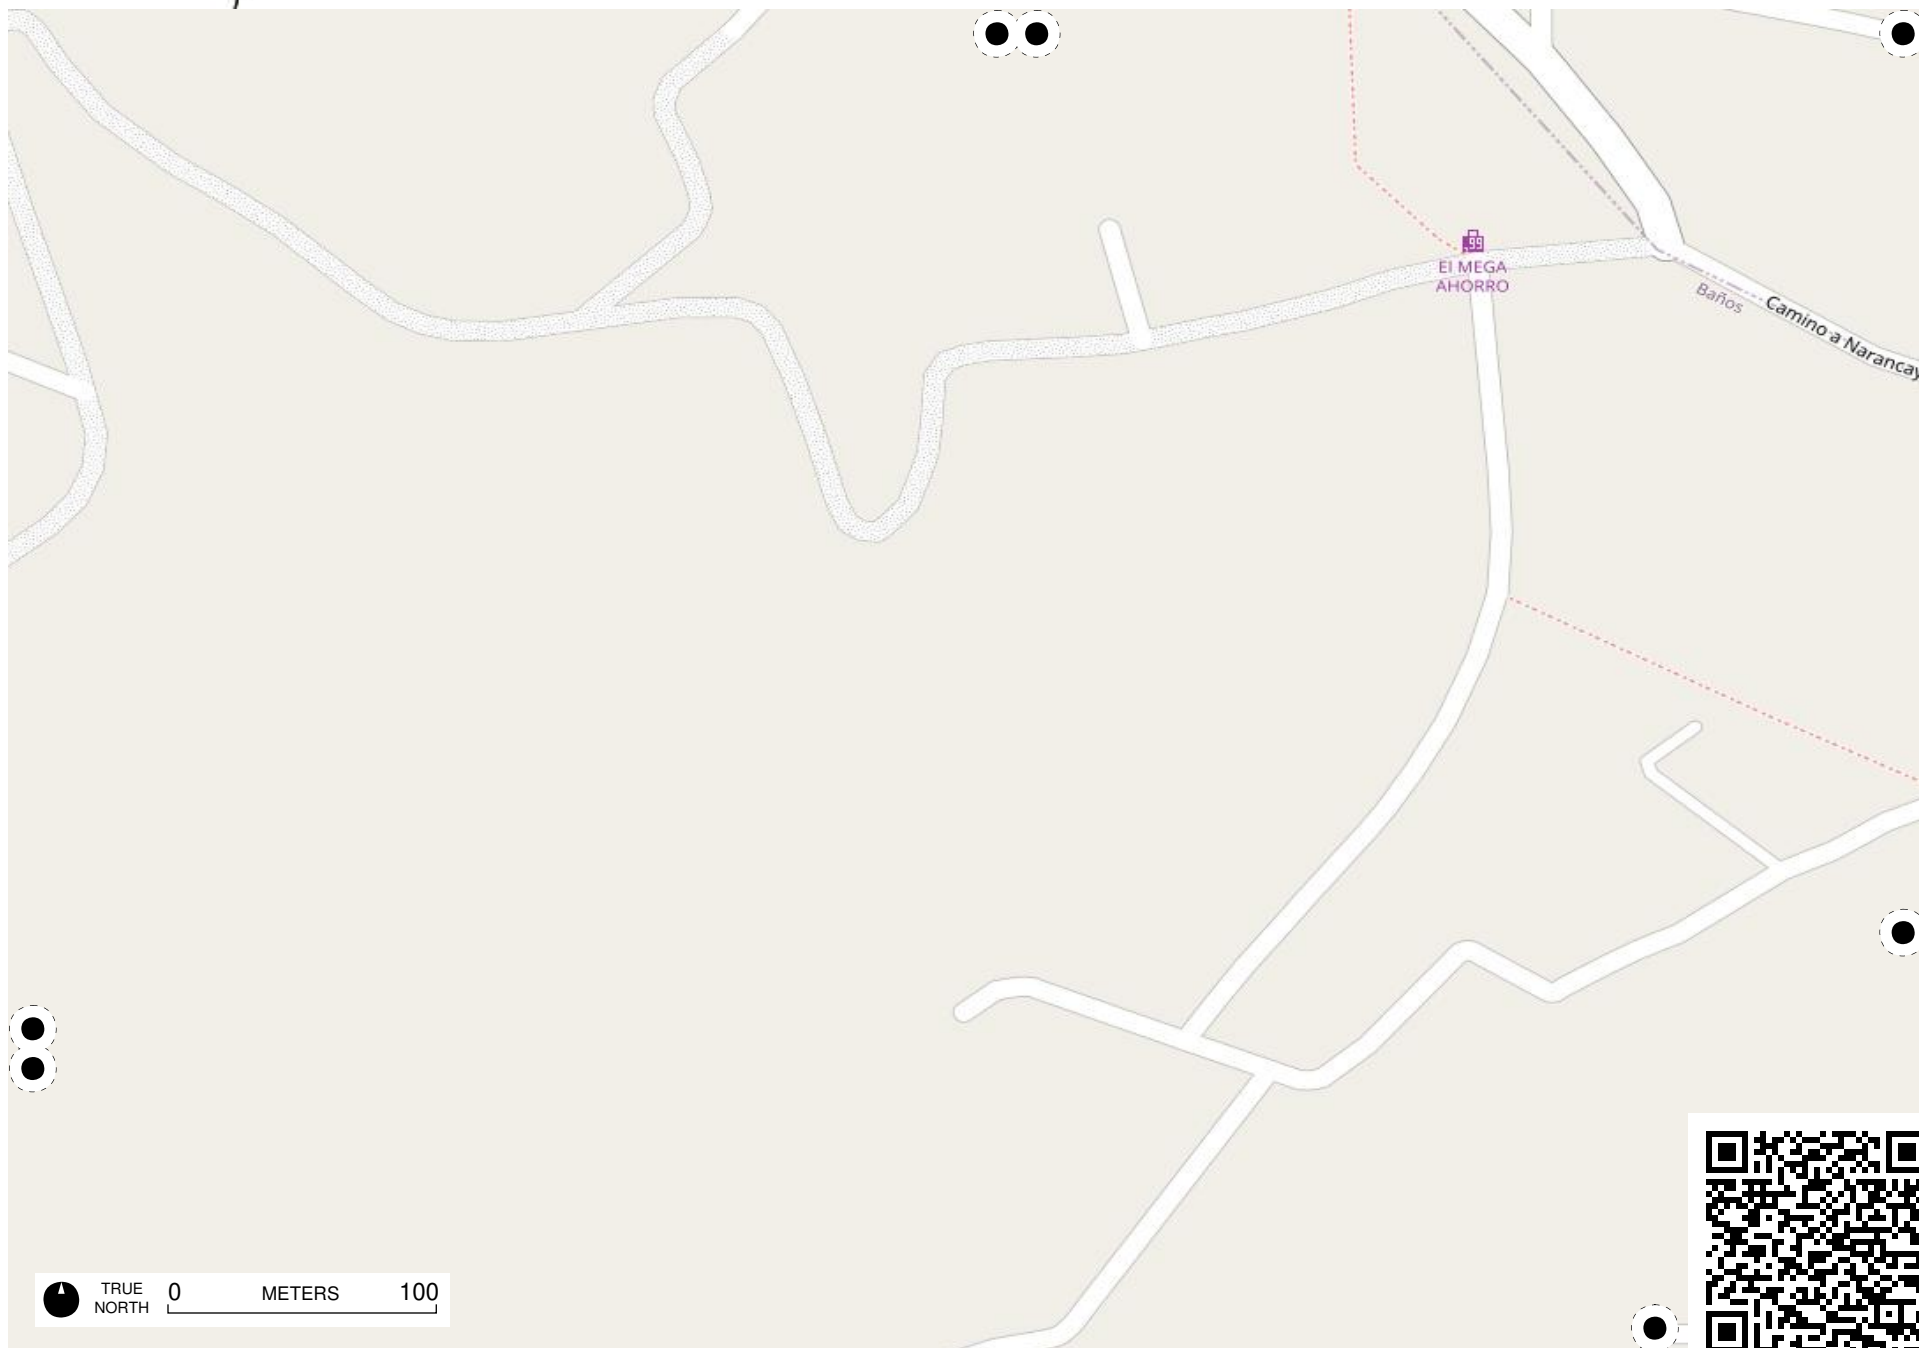 El MEGA
AHORRO
Baños
Camino a Narancay
TRUE
NORTH
0 METERS 100